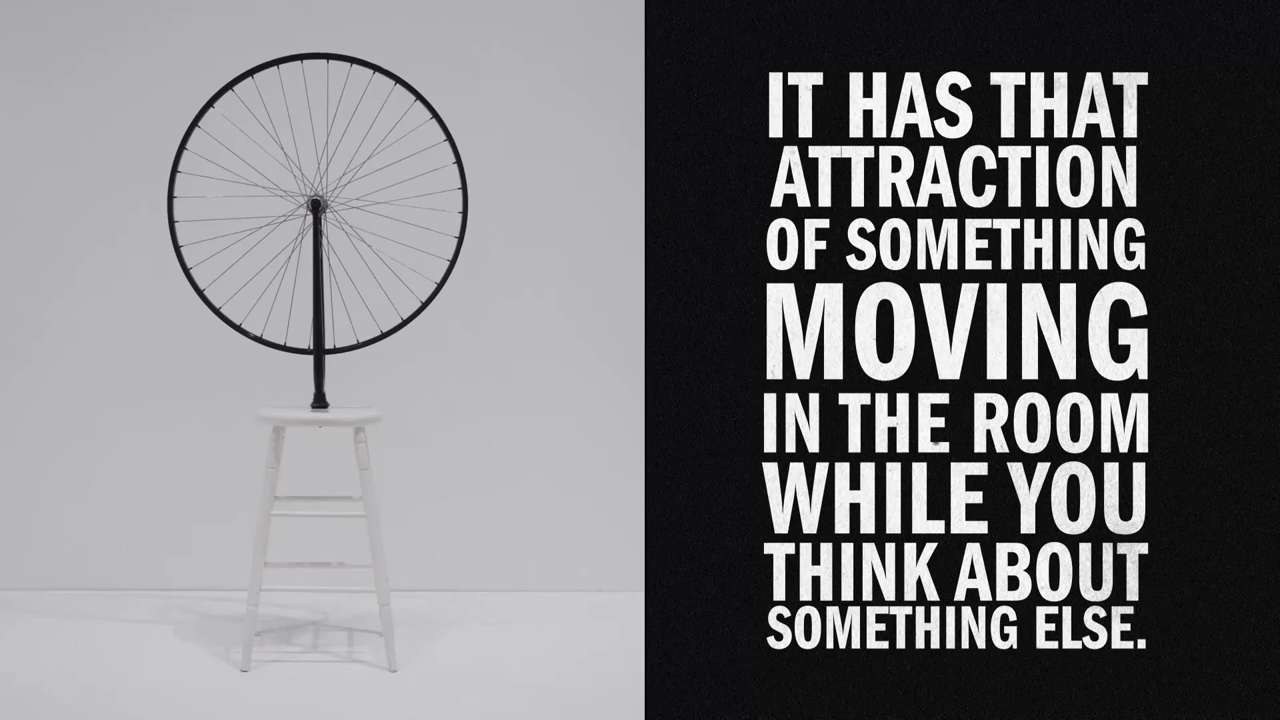 IT HAS THAT
ATTRACTION
OF SOMETHING
MOVING
IN THE ROOM
WHILE YOU
THINK ABOUT
SOMETHING ELSE.